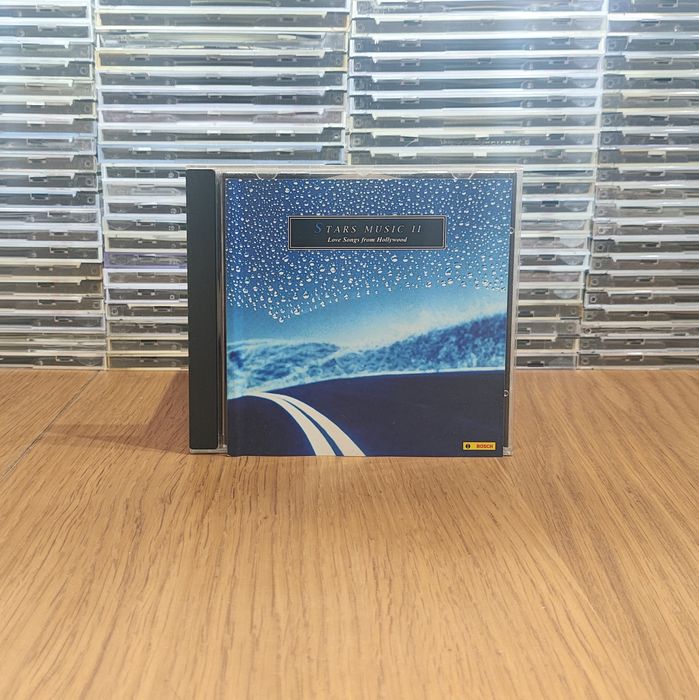 STARS MUSIC II
Love Songs from Hollywood
BOSCH